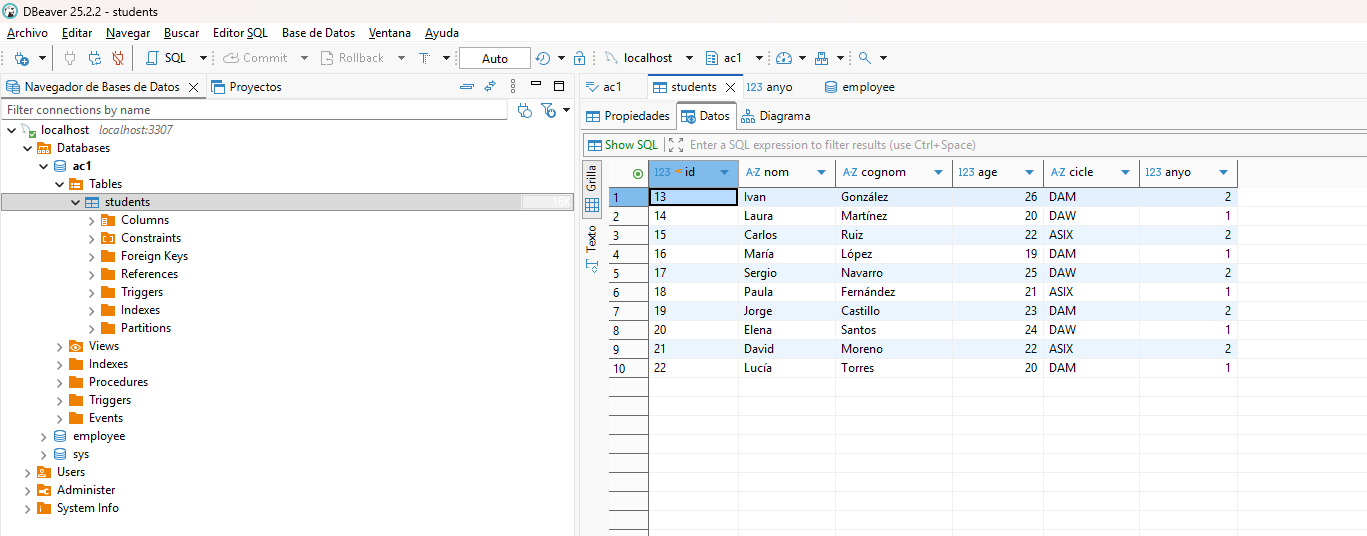 DBeaver 25.2.2 - students
Archivo Editar Navegar Buscar Editor SQL Base de Datos Ventana Ayuda
SQL Commit Rollback T Auto localhost ac1
Navegador de Bases de Datos Proyectos
Filter connections by name
localhost localhost:3307
Databases
ac1
Tables
students 16K
Columns
Constraints
Foreign Keys
References
Triggers
Indexes
Partitions
Views
Indexes
Procedures
Triggers
Events
employee
sys
Users
Administer
System Info
ac1 students 123 anyo employee
Propiedades Datos Diagrama
Show SQL Enter a SQL expression to filter results (use Ctrl+Space)
Grilla
Texto
123 id A-Z nom A-Z cognom 123 age A-Z cicle 123 anyo
1 13 Ivan González 26 DAM 2
2 14 Laura Martínez 20 DAW 1
3 15 Carlos Ruiz 22 ASIX 2
4 16 María López 19 DAM 1
5 17 Sergio Navarro 25 DAW 2
6 18 Paula Fernández 21 ASIX 1
7 19 Jorge Castillo 23 DAM 2
8 20 Elena Santos 24 DAW 1
9 21 David Moreno 22 ASIX 2
10 22 Lucía Torres 20 DAM 1